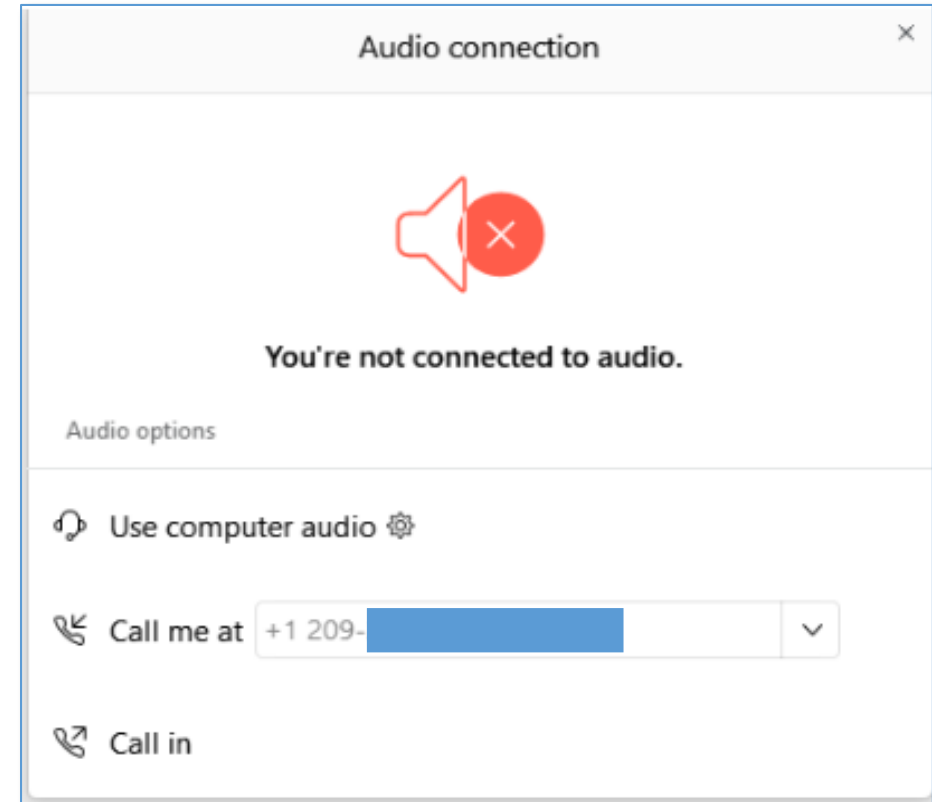 Audio connection
You're not connected to audio.
Audio options
Use computer audio
Call me at +1 209-
Call in